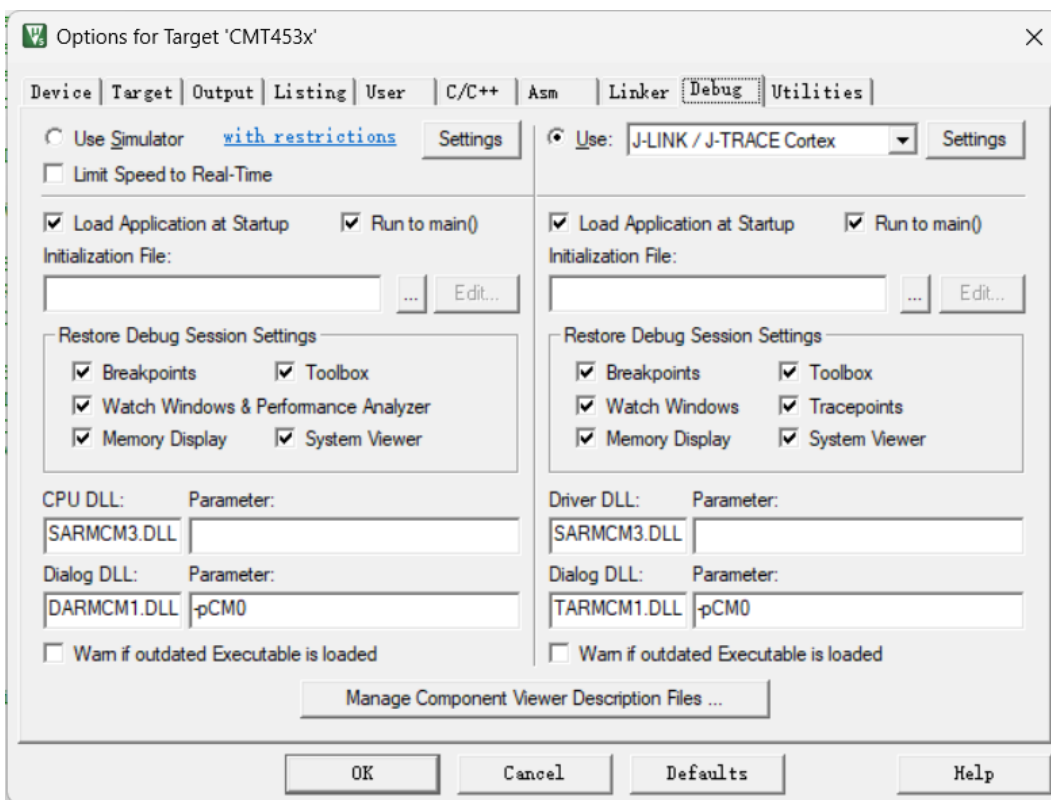 Options for Target 'CMT453x'
Device Target Output Listing User C/C++ Asm Linker Debug Utilities
Use Simulator with restrictions Settings
Limit Speed to Real-Time
Load Application at Startup Run to main()
Initialization File:
... Edit...
Restore Debug Session Settings
Breakpoints Toolbox
Watch Windows & Performance Analyzer
Memory Display System Viewer
CPU DLL: Parameter:
SARMCM3.DLL
Dialog DLL: Parameter:
DARMCM1.DLL -pCM0
Warn if outdated Executable is loaded
Use: J-LINK / J-TRACE Cortex Settings
Load Application at Startup Run to main()
Initialization File:
... Edit...
Restore Debug Session Settings
Breakpoints Toolbox
Watch Windows Tracepoints
Memory Display System Viewer
Driver DLL: Parameter:
SARMCM3.DLL
Dialog DLL: Parameter:
TARMCM1.DLL -pCM0
Warn if outdated Executable is loaded
Manage Component Viewer Description Files ...
OK Cancel Defaults Help